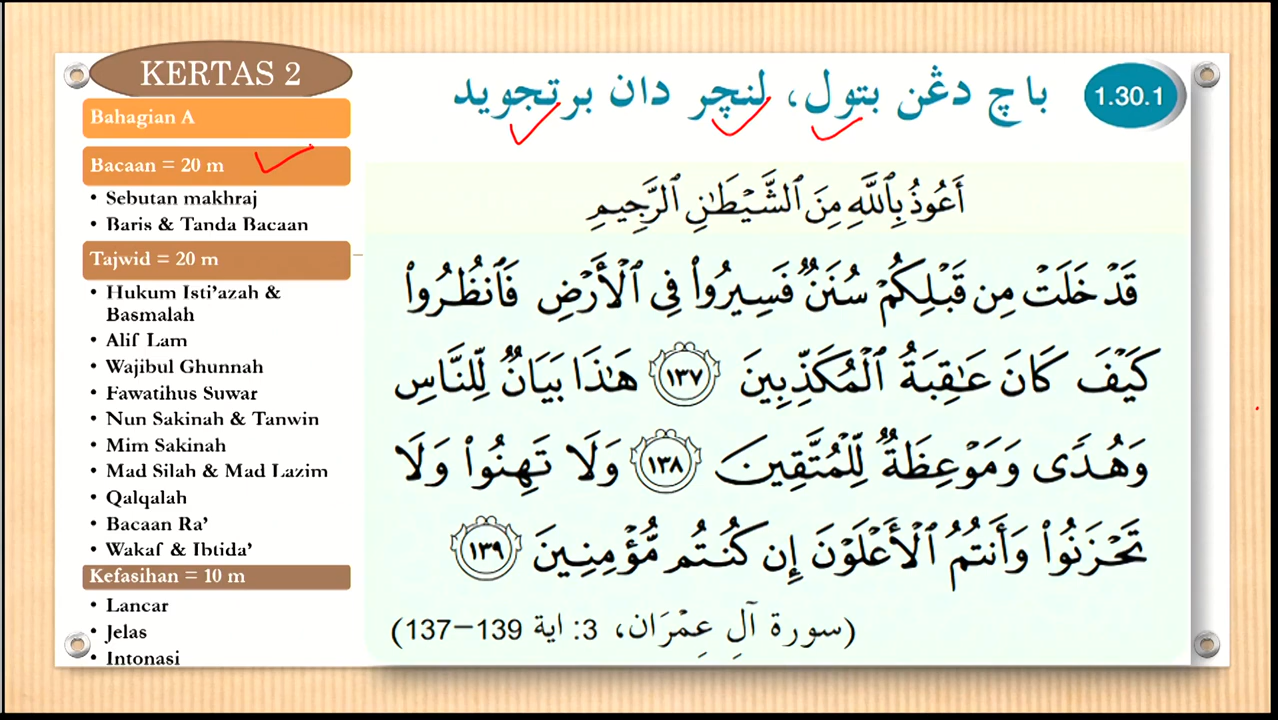 KERTAS 2
Bahagian A
Bacaan = 20 m
• Sebutan makhraj
• Baris & Tanda Bacaan
Tajwid = 20 m
• Hukum Isti’azah &
Basmalah
• Alif Lam
• Wajibul Ghunnah
• Fawatihus Suwar
• Nun Sakinah & Tanwin
• Mim Sakinah
• Mad Silah & Mad Lazim
• Qalqalah
• Bacaan Ra’
• Wakaf & Ibtida’
Kefasihan = 10 m
• Lancar
• Jelas
• Intonasi
1.30.1 باچ دڠن بتول، لنچر دان برتجويد
أَعُوذُ بِٱللَّهِ مِنَ ٱلشَّيْطَـٰنِ ٱلرَّجِيمِ
قَدْ خَلَتْ مِن قَبْلِكُمْ سُنَنٌ فَسِيرُوا۟ فِى ٱلْأَرْضِ فَٱنظُرُوا۟
كَيْفَ كَانَ عَـٰقِبَةُ ٱلْمُكَذِّبِينَ ١٣٧ هَـٰذَا بَيَانٌ لِّلنَّاسِ
وَهُدًى وَمَوْعِظَةٌ لِّلْمُتَّقِينَ ١٣٨ وَلَا تَهِنُوا۟ وَلَا
تَحْزَنُوا۟ وَأَنتُمُ ٱلْأَعْلَوْنَ إِن كُنتُم مُّؤْمِنِينَ ١٣٩
(سورة آلِ عِمْرَان، 3: اية 139–137)